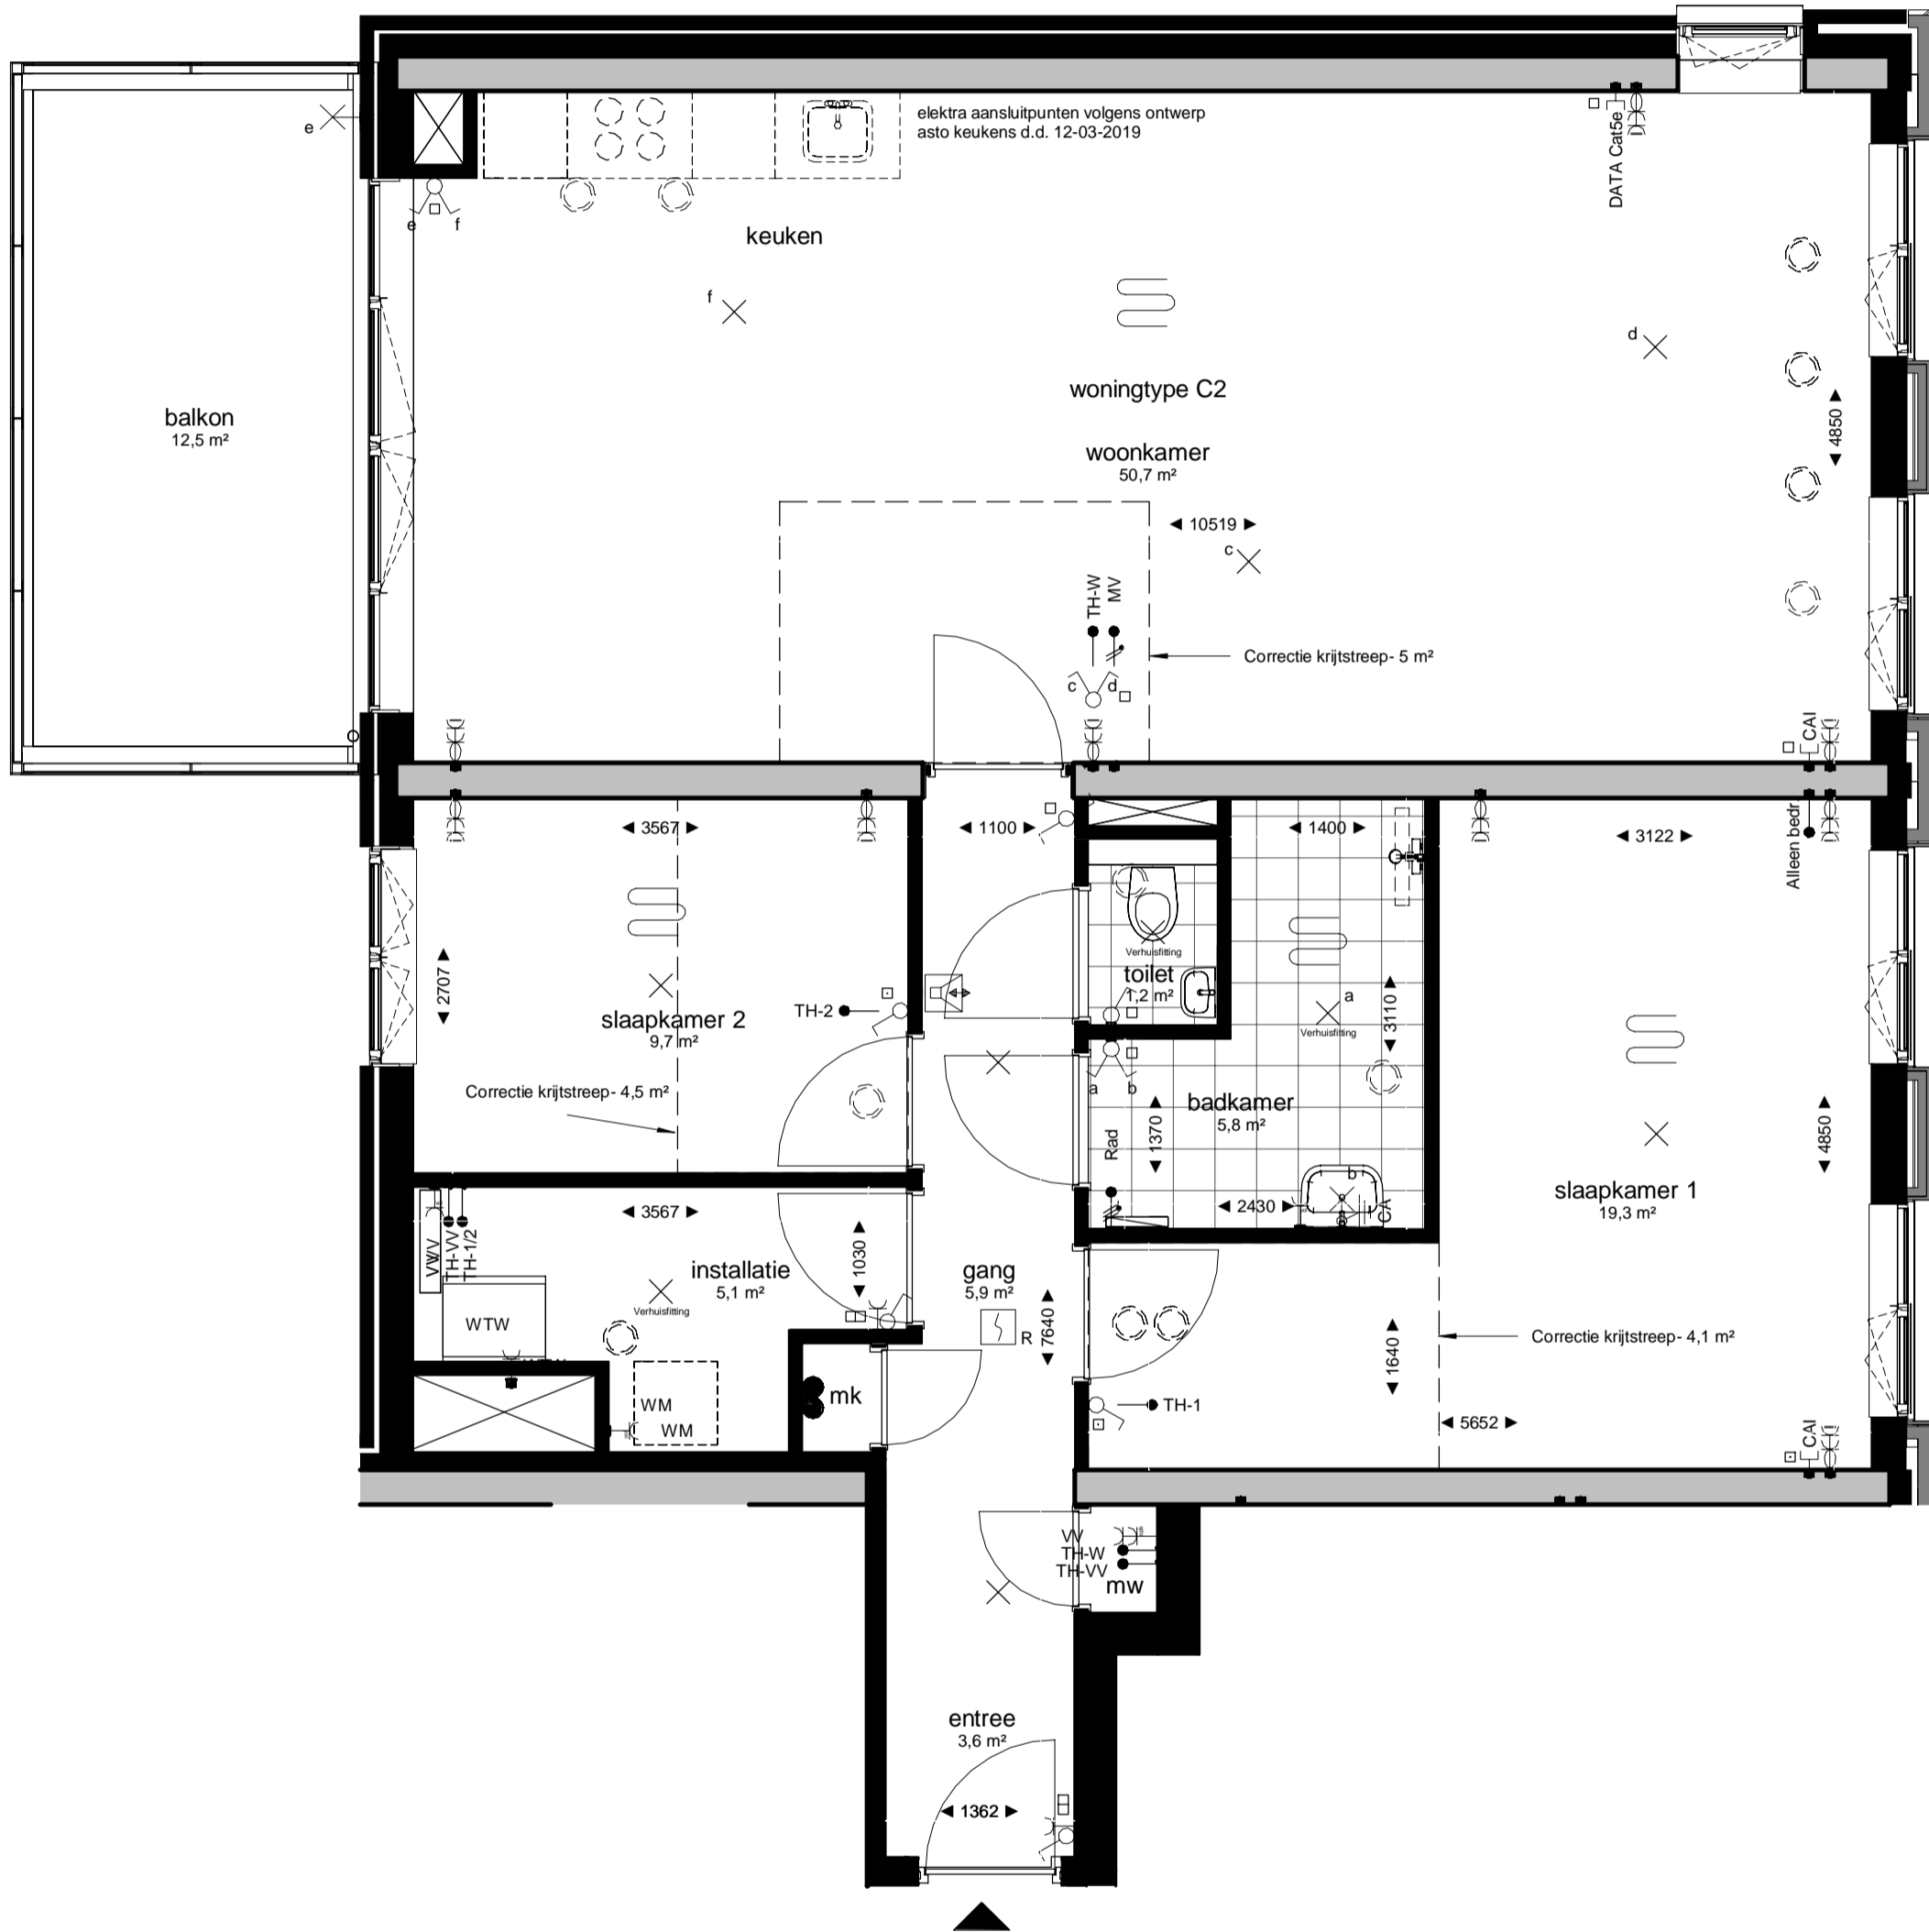 elektra aansluitpunten volgens ontwerp
asto keukens d.d. 12-03-2019
DATA Cat5e
e
e
f
keuken
f
d
woningtype C2
balkon
12,5 m²
woonkamer
50,7 m²
4850
10519
c
TH-W
MV
Correctie krijtstreep- 5 m²
c
d
CAI
3567
1100
1400
3122
Alleen bedr.
Verhuisfitting
toilet
1,2 m²
2707
TH-2
slaapkamer 2
9,7 m²
a
Verhuisfitting
3110
Correctie krijtstreep- 4,5 m²
a
b
badkamer
5,8 m²
1370
Rad
4850
b
slaapkamer 1
19,3 m²
2430
CA
3567
VWV
TH-VV
TH-1/2
1030
installatie
5,1 m²
Verhuisfitting
gang
5,9 m²
WTW
R
7640
1640
Correctie krijtstreep- 4,1 m²
mk
WM
WM
TH-1
5652
CAI
VV
TH-W
TH-VV
mw
entree
3,6 m²
1362